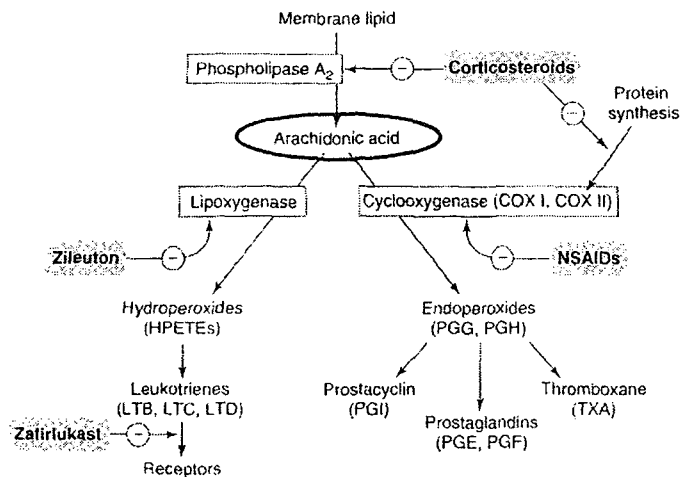 Membrane lipid
Phospholipase A₂
Corticosteroids
Protein
synthesis
Arachidonic acid
Lipoxygenase
Cyclooxygenase (COX I, COX II)
Zileuton
NSAIDs
Hydroperoxides
(HPETEs)
Endoperoxides
(PGG, PGH)
Leukotrienes
(LTB, LTC, LTD)
Prostacyclin
(PGI)
Thromboxane
(TXA)
Prostaglandins
(PGE, PGF)
Zafirlukast
Receptors